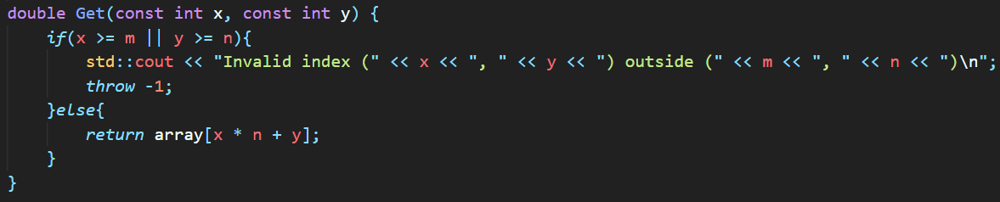 double Get(const int x, const int y) {
    if(x >= m || y >= n){
        std::cout << "Invalid index (" << x << ", " << y << ") outside (" << m << ", " << n << ")\n";
        throw -1;
    }else{
        return array[x * n + y];
    }
}